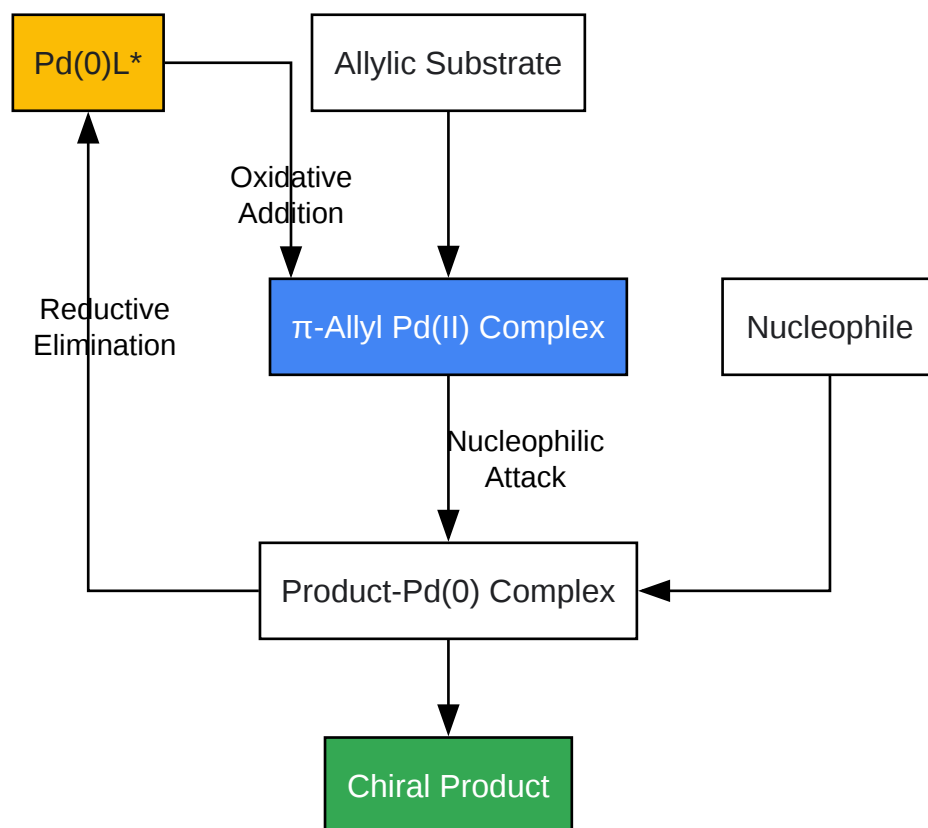 Pd(0)L*
Allylic Substrate
Oxidative
Addition
Reductive
Elimination
π-Allyl Pd(II) Complex
Nucleophile
Nucleophilic
Attack
Product-Pd(0) Complex
Chiral Product